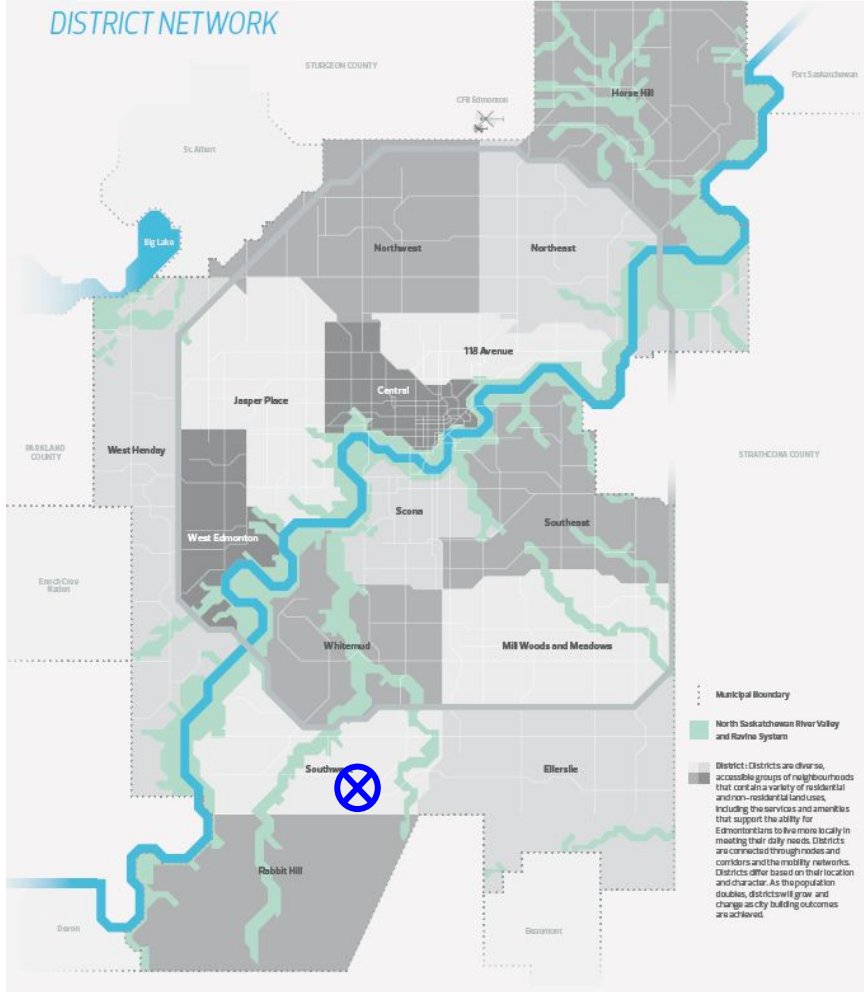 DISTRICT NETWORK
STURGEON COUNTY
Fort Saskatchewan
Horse Hill
CFB Edmonton
St. Albert
Big Lake
Northwest
Northeast
118 Avenue
Central
Jasper Place
PARKLAND
COUNTY
West Henday
STRATHCONA COUNTY
Scona
Southeast
West Edmonton
Enoch Cree
Nation
Whitemud
Mill Woods and Meadows
Municipal Boundary
North Saskatchewan River Valley
and Ravine System
Ellerslie
District: Districts are diverse,
accessible groups of neighbourhoods
that contain a variety of residential
and non-residential land uses,
including the services and amenities
that support the ability for
Edmontonians to live more locally in
meeting their daily needs. Districts
are connected through nodes and
corridors and the mobility networks.
Districts differ based on their location
and character. As the population
doubles, districts will grow and
change as city building outcomes
are achieved.
Rabbit Hill
Devon
Beaumont